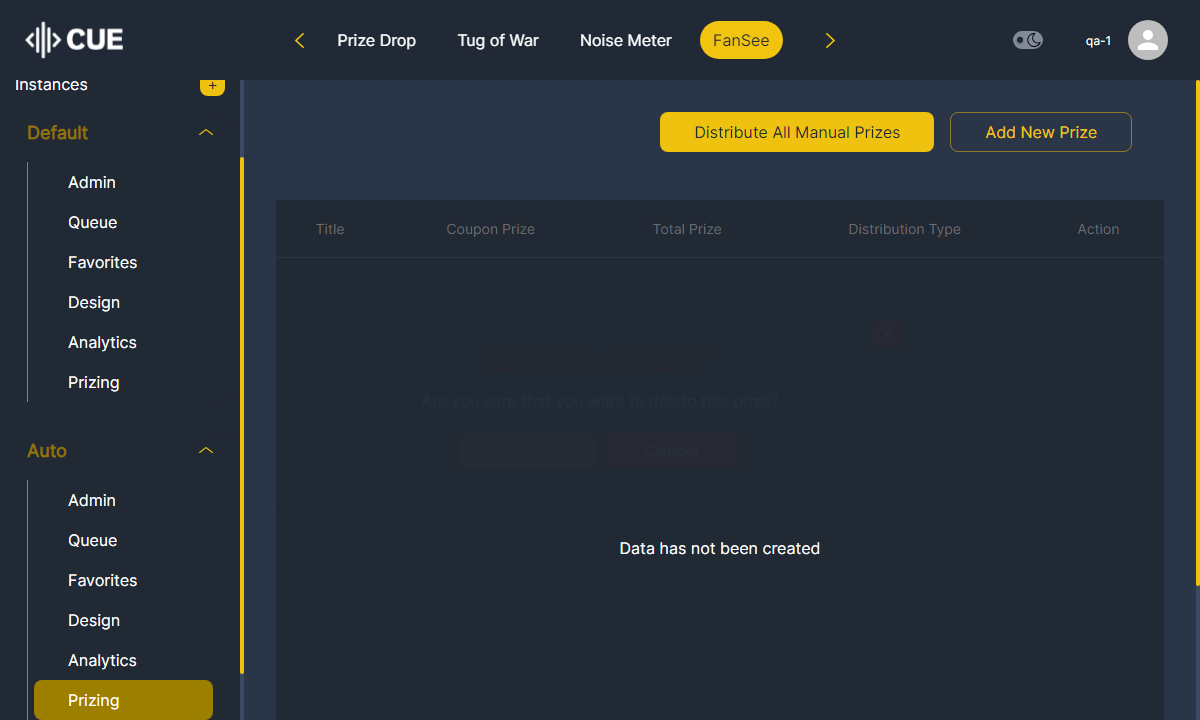 CUE
Prize Drop
Tug of War
Noise Meter
FanSee
qa-1
Instances
+
Default
Admin
Queue
Favorites
Design
Analytics
Prizing
Auto
Admin
Queue
Favorites
Design
Analytics
Prizing
Distribute All Manual Prizes
Add New Prize
Title
Coupon Prize
Total Prize
Distribution Type
Action
Are you sure that you want to delete this prize?
Cancel
Data has not been created